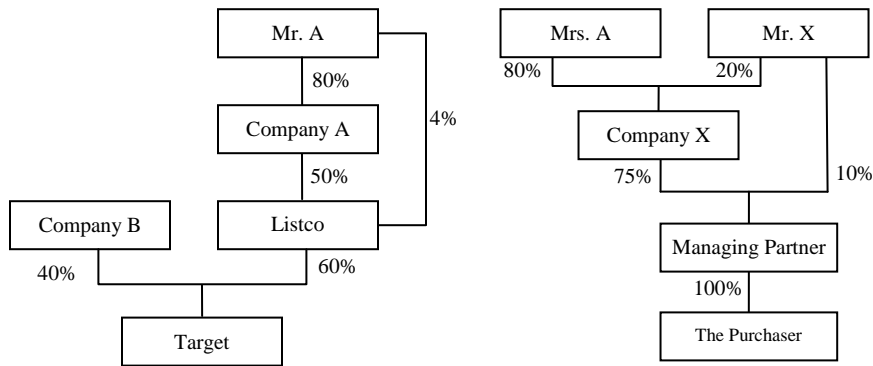 Mr. A
80%
Company A
4%
50%
Company B
Listco
40%
60%
Target
Mrs. A
Mr. X
80%
20%
Company X
75%
10%
Managing Partner
100%
The Purchaser